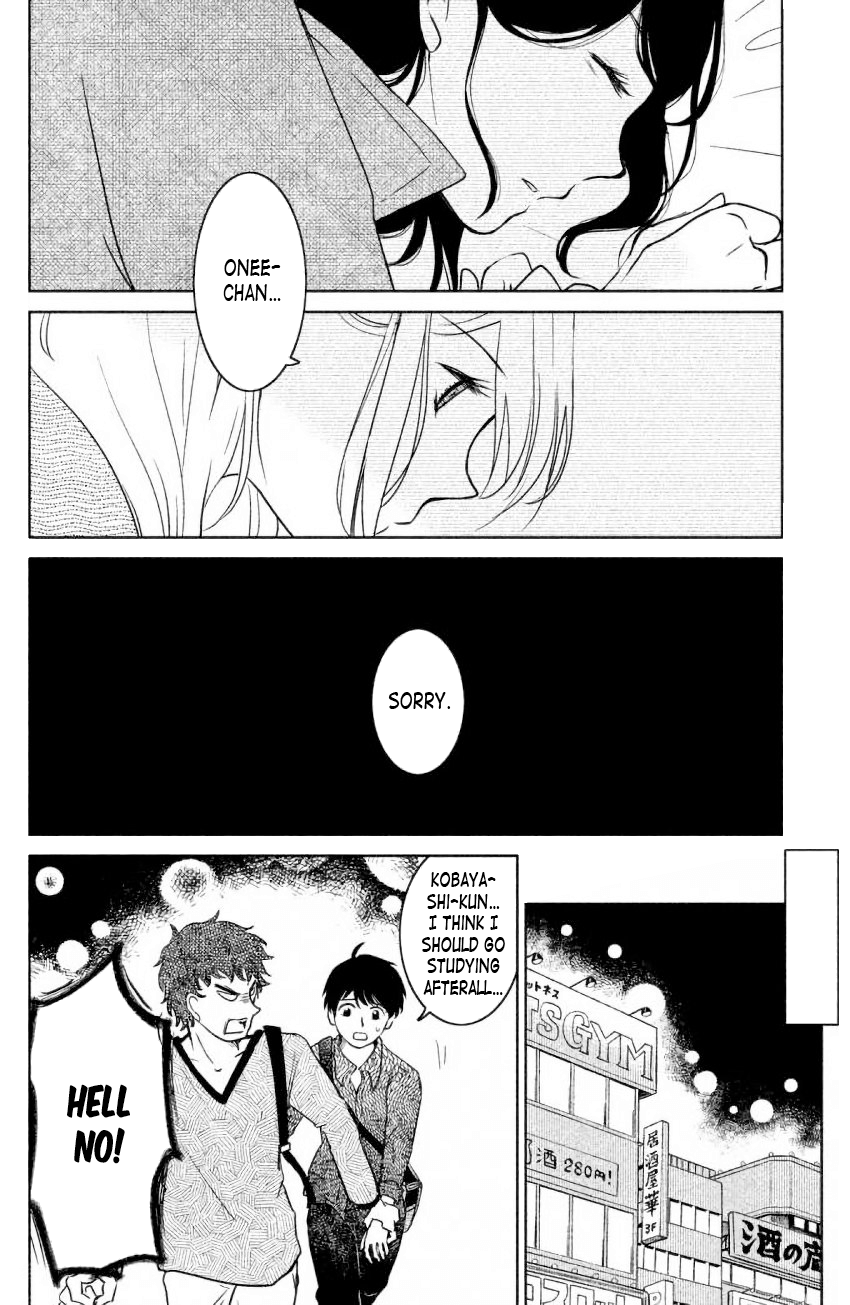 ONEE-
CHAN...
SORRY.
ットネス
TSGYM
酒280円!
居酒屋華
3F
酒の蔵
KOBAYA-
SHI-KUN...
I THINK I
SHOULD GO
STUDYING
AFTERALL...
HELL
NO!